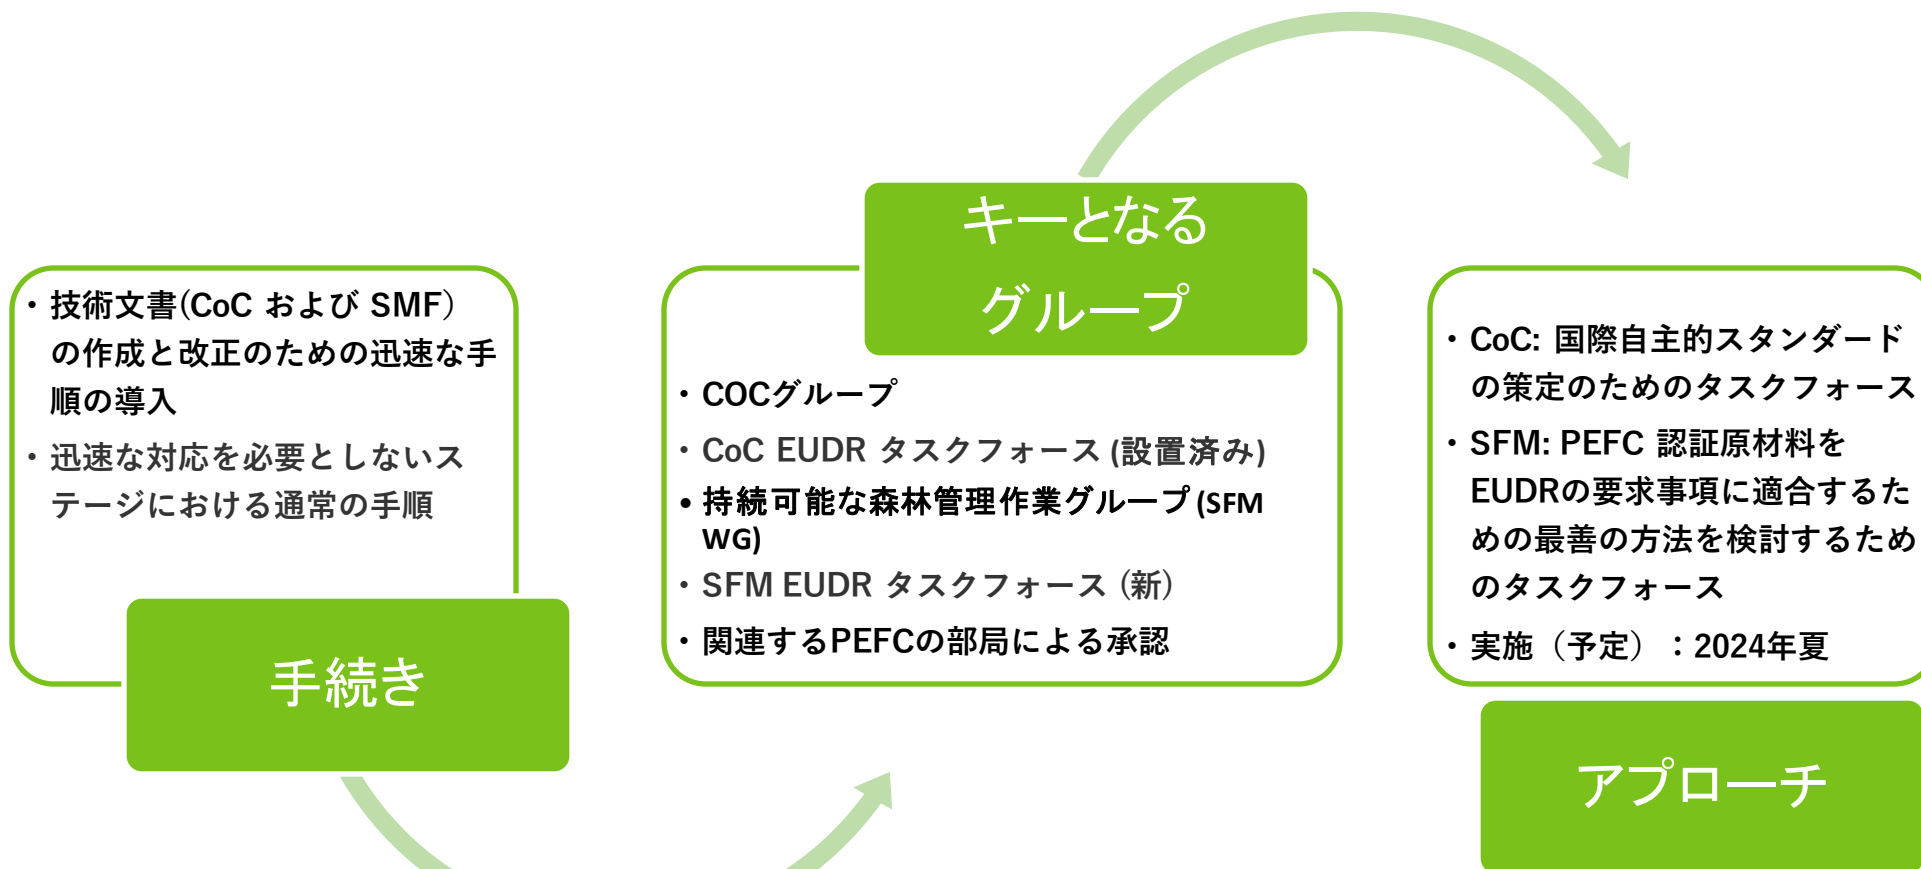 ・技術文書(CoC および SMF）
の作成と改正のための迅速な手
順の導入
・迅速な対応を必要としないス
テージにおける通常の手順
手続き
キーとなる
グループ
・COCグループ
・CoC EUDR タスクフォース (設置済み)
• 持続可能な森林管理作業グループ (SFM
WG)
・SFM EUDR タスクフォース (新）
・関連するPEFCの部局による承認
・CoC: 国際自主的スタンダード
の策定のためのタスクフォース
・SFM: PEFC 認証原材料を
EUDRの要求事項に適合するた
めの最善の方法を検討するため
のタスクフォース
・実施（予定）：2024年夏
アプローチ